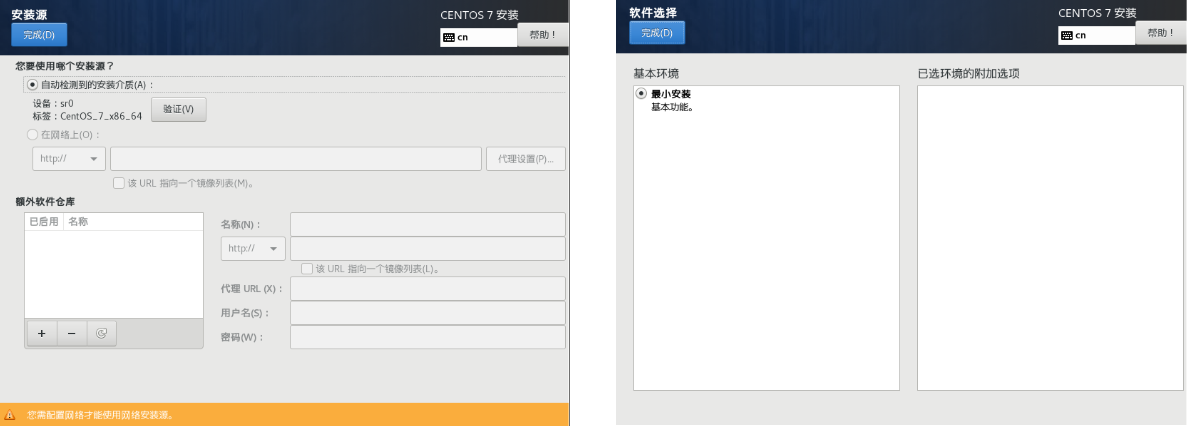 安装源
完成(D)
CENTOS 7 安装
cn
帮助！
您要使用哪个安装源？
自动检测到的安装介质(A)：
设备：sr0
标签：CentOS_7_x86_64
验证(V)
在网络上(O)：
http://
代理设置(P)...
该 URL 指向一个镜像列表(M)。
额外软件仓库
已启用 名称
名称(N)：
http://
该 URL 指向一个镜像列表(L)。
代理 URL (X)：
用户名(S)：
密码(W)：
您需配置网络才能使用网络安装源。
软件选择
完成(D)
CENTOS 7 安装
cn
帮助！
基本环境
已选环境的附加选项
最小安装
基本功能。